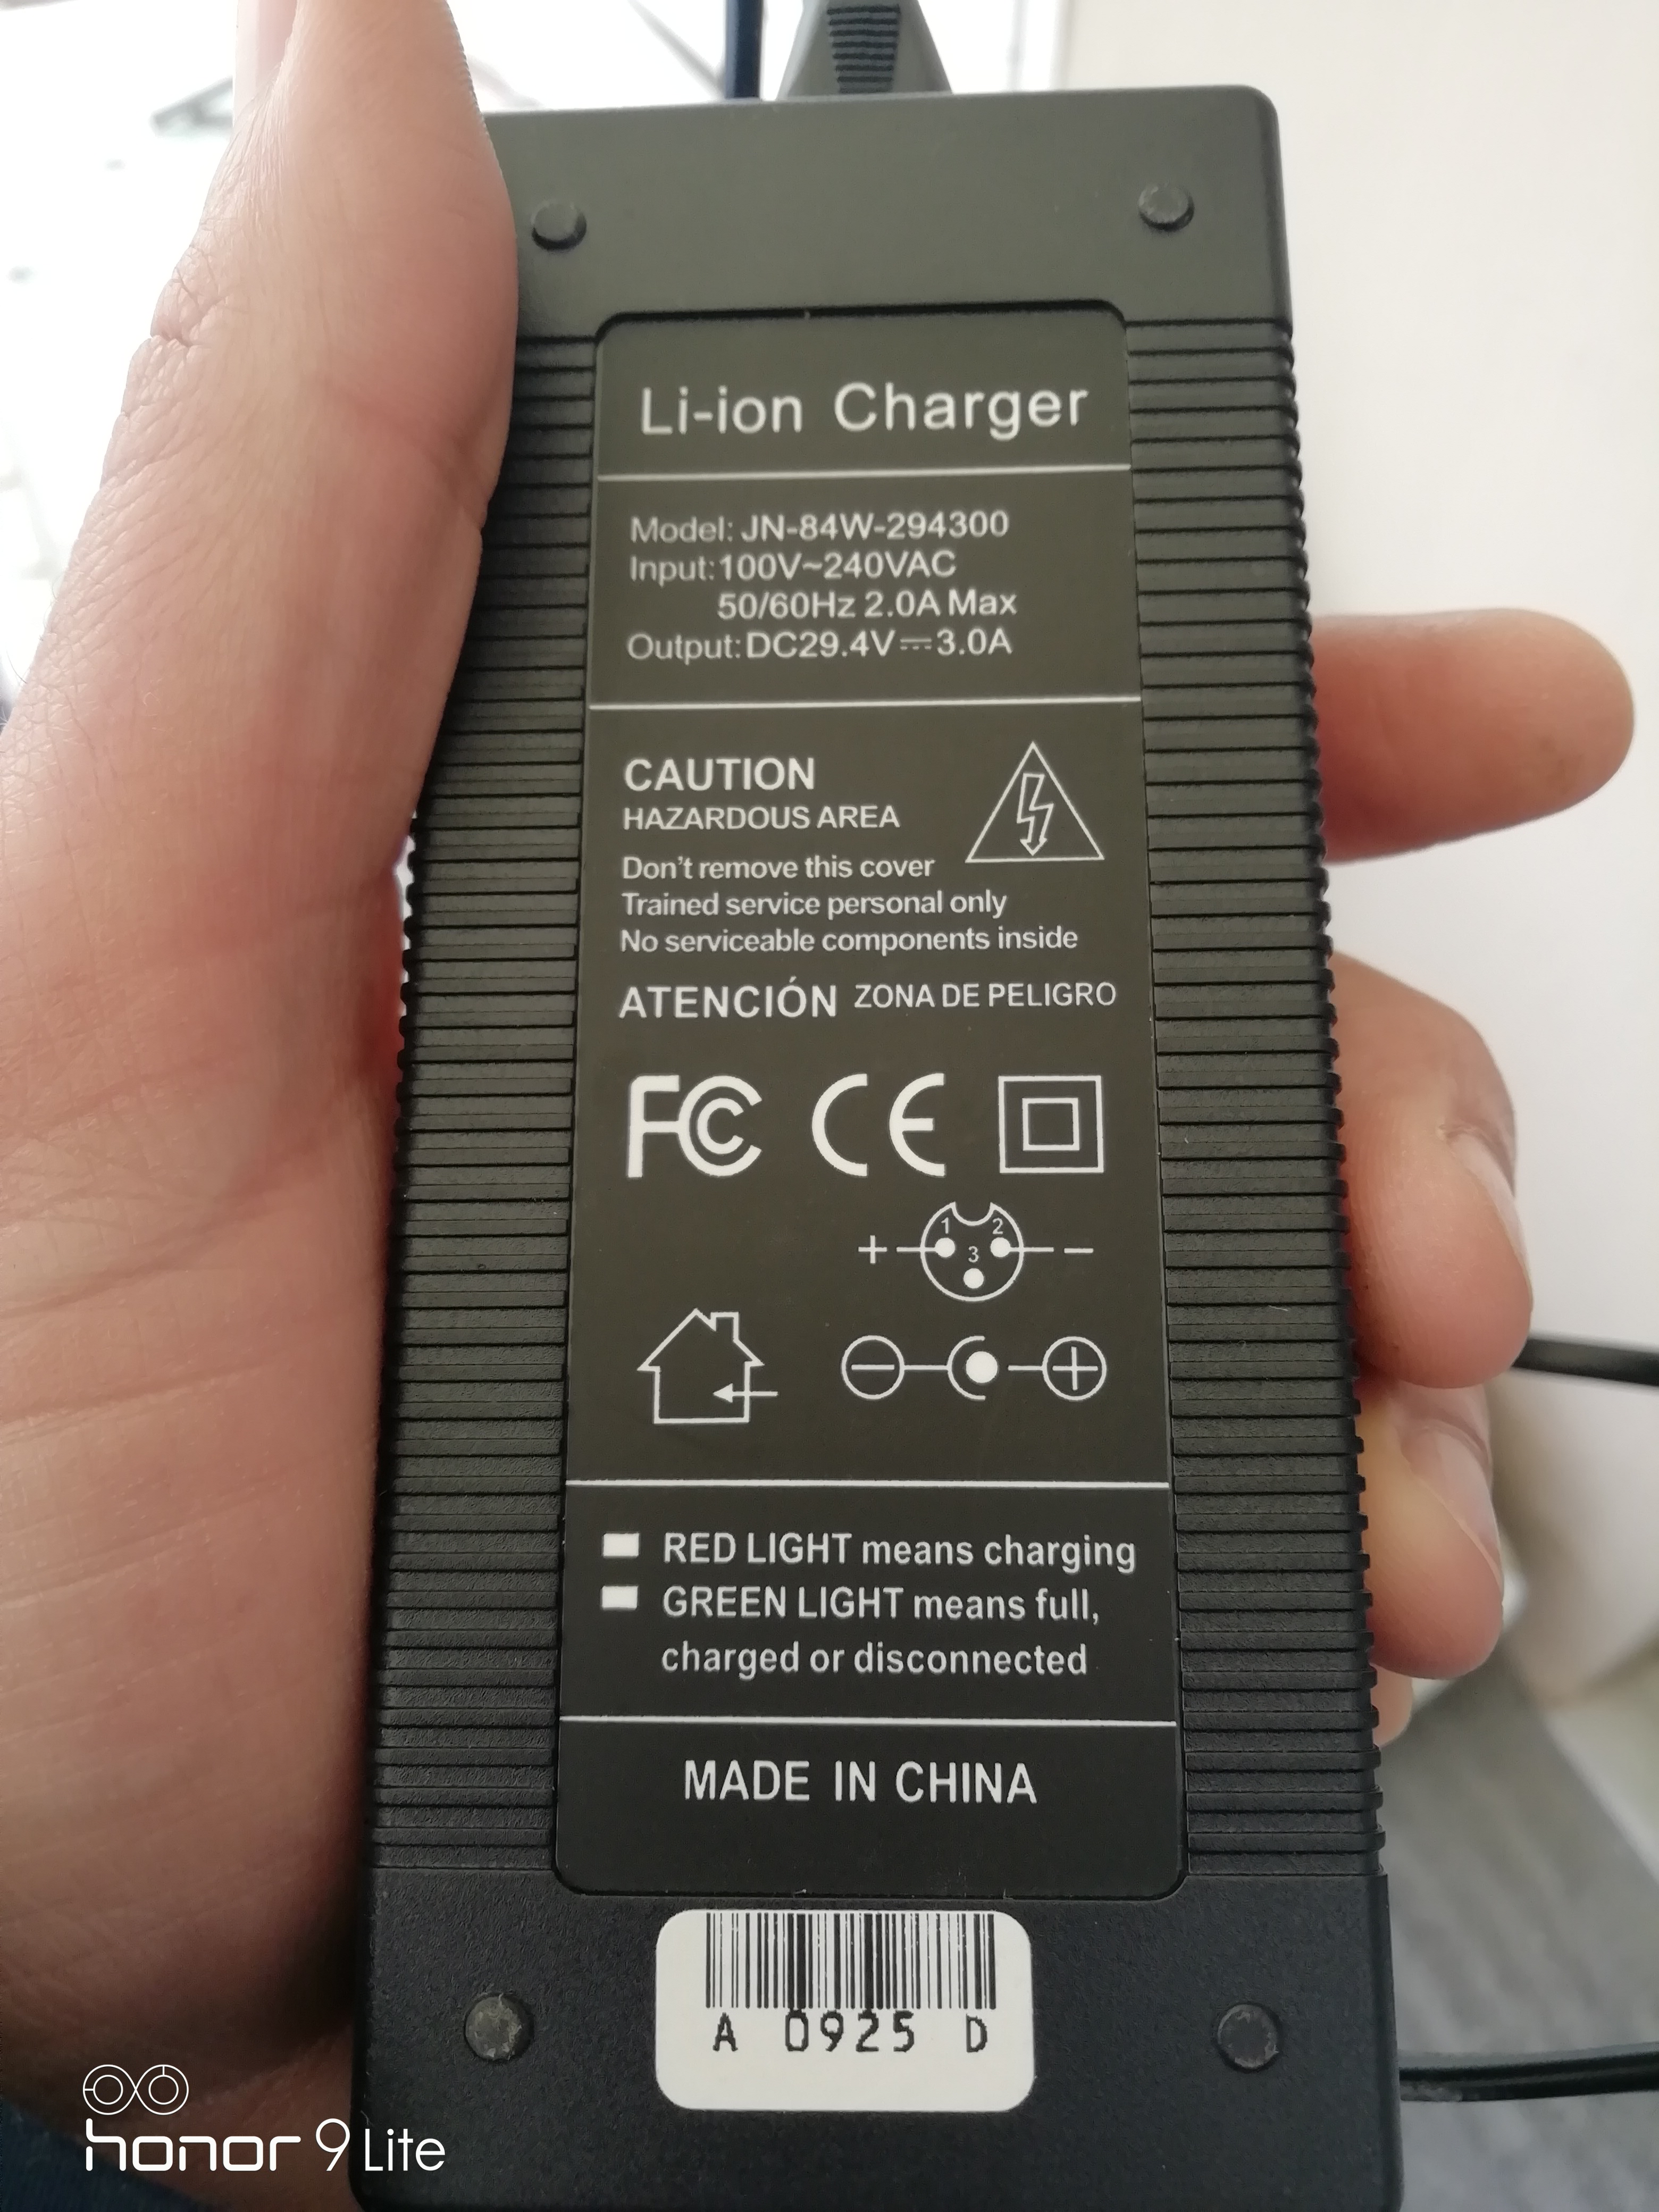 Li-ion Charger
Model: JN-84W-294300
Input:100V~240VAC
50/60Hz 2.0A Max
Output:DC29.4V⎓3.0A
CAUTION
HAZARDOUS AREA
Don't remove this cover
Trained service personal only
No serviceable components inside
ATENCIÓN ZONA DE PELIGRO
FC CE
1 2
+ 3 −
− +
RED LIGHT means charging
GREEN LIGHT means full,
charged or disconnected
MADE IN CHINA
A 0925 D
honor 9 Lite